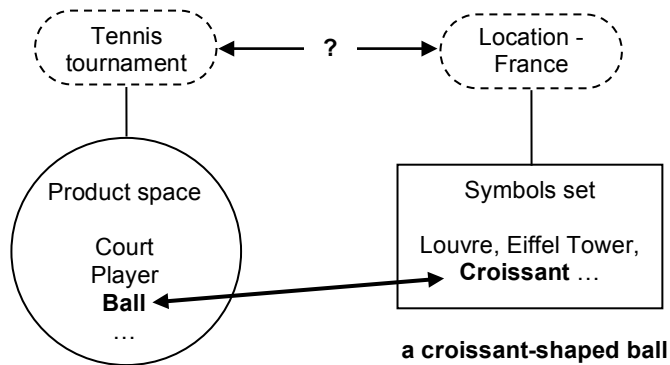 Tennis
tournament
?
Location -
France
Product space
Court
Player
Ball
…
Symbols set
Louvre, Eiffel Tower,
Croissant …
a croissant-shaped ball